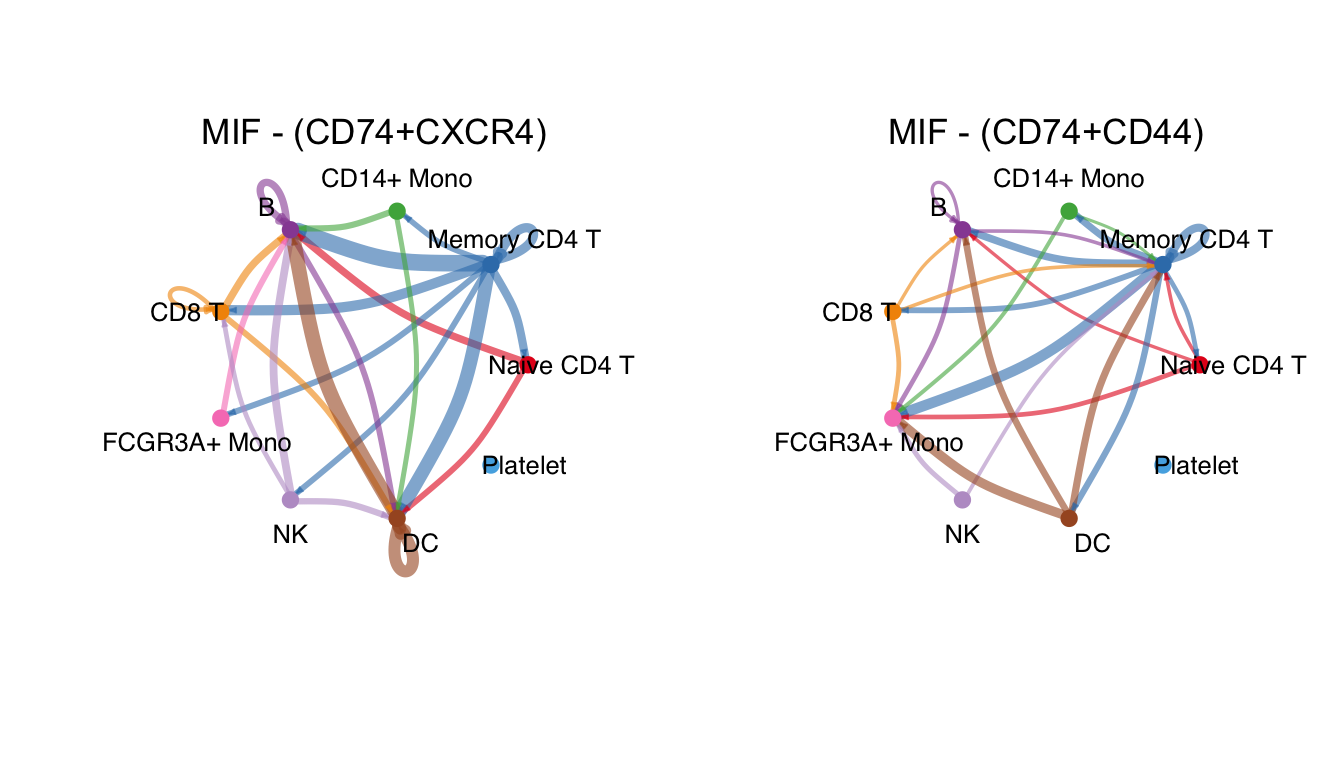 MIF - (CD74+CXCR4)
CD14+ Mono
B
Memory CD4 T
CD8 T
Naive CD4 T
FCGR3A+ Mono
Platelet
NK
DC
MIF - (CD74+CD44)
CD14+ Mono
B
Memory CD4 T
CD8 T
Naive CD4 T
FCGR3A+ Mono
Platelet
NK
DC